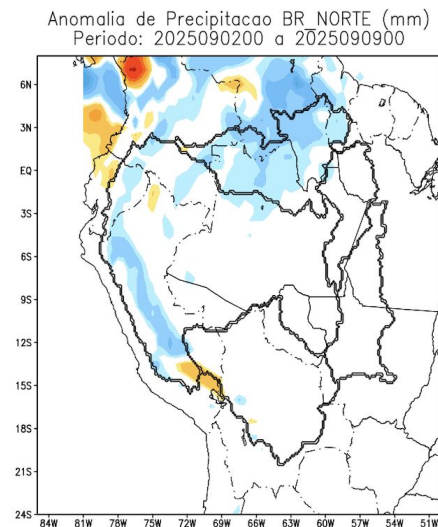 Anomalia de Precipitacao BR_NORTE (mm)
Periodo: 2025090200 a 2025090900
6N
3N
EQ
3S
6S
9S
12S
15S
18S
21S
24S
84W 81W 78W 75W 72W 69W 66W 63W 60W 57W 54W 51W